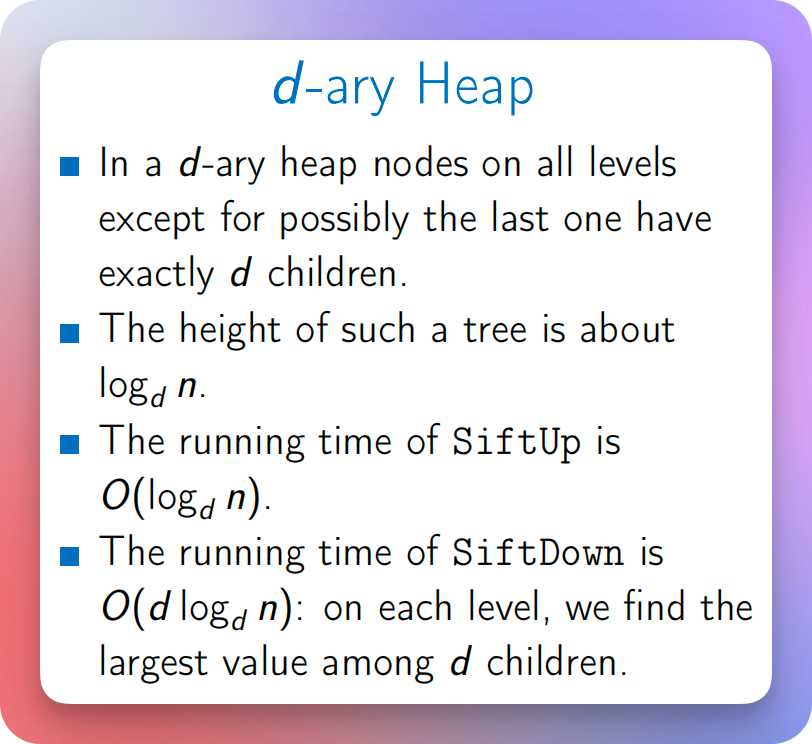 d-ary Heap
■ In a d-ary heap nodes on all levels
except for possibly the last one have
exactly d children.
■ The height of such a tree is about
log_d n.
■ The running time of SiftUp is
O(log_d n).
■ The running time of SiftDown is
O(d log_d n): on each level, we find the
largest value among d children.